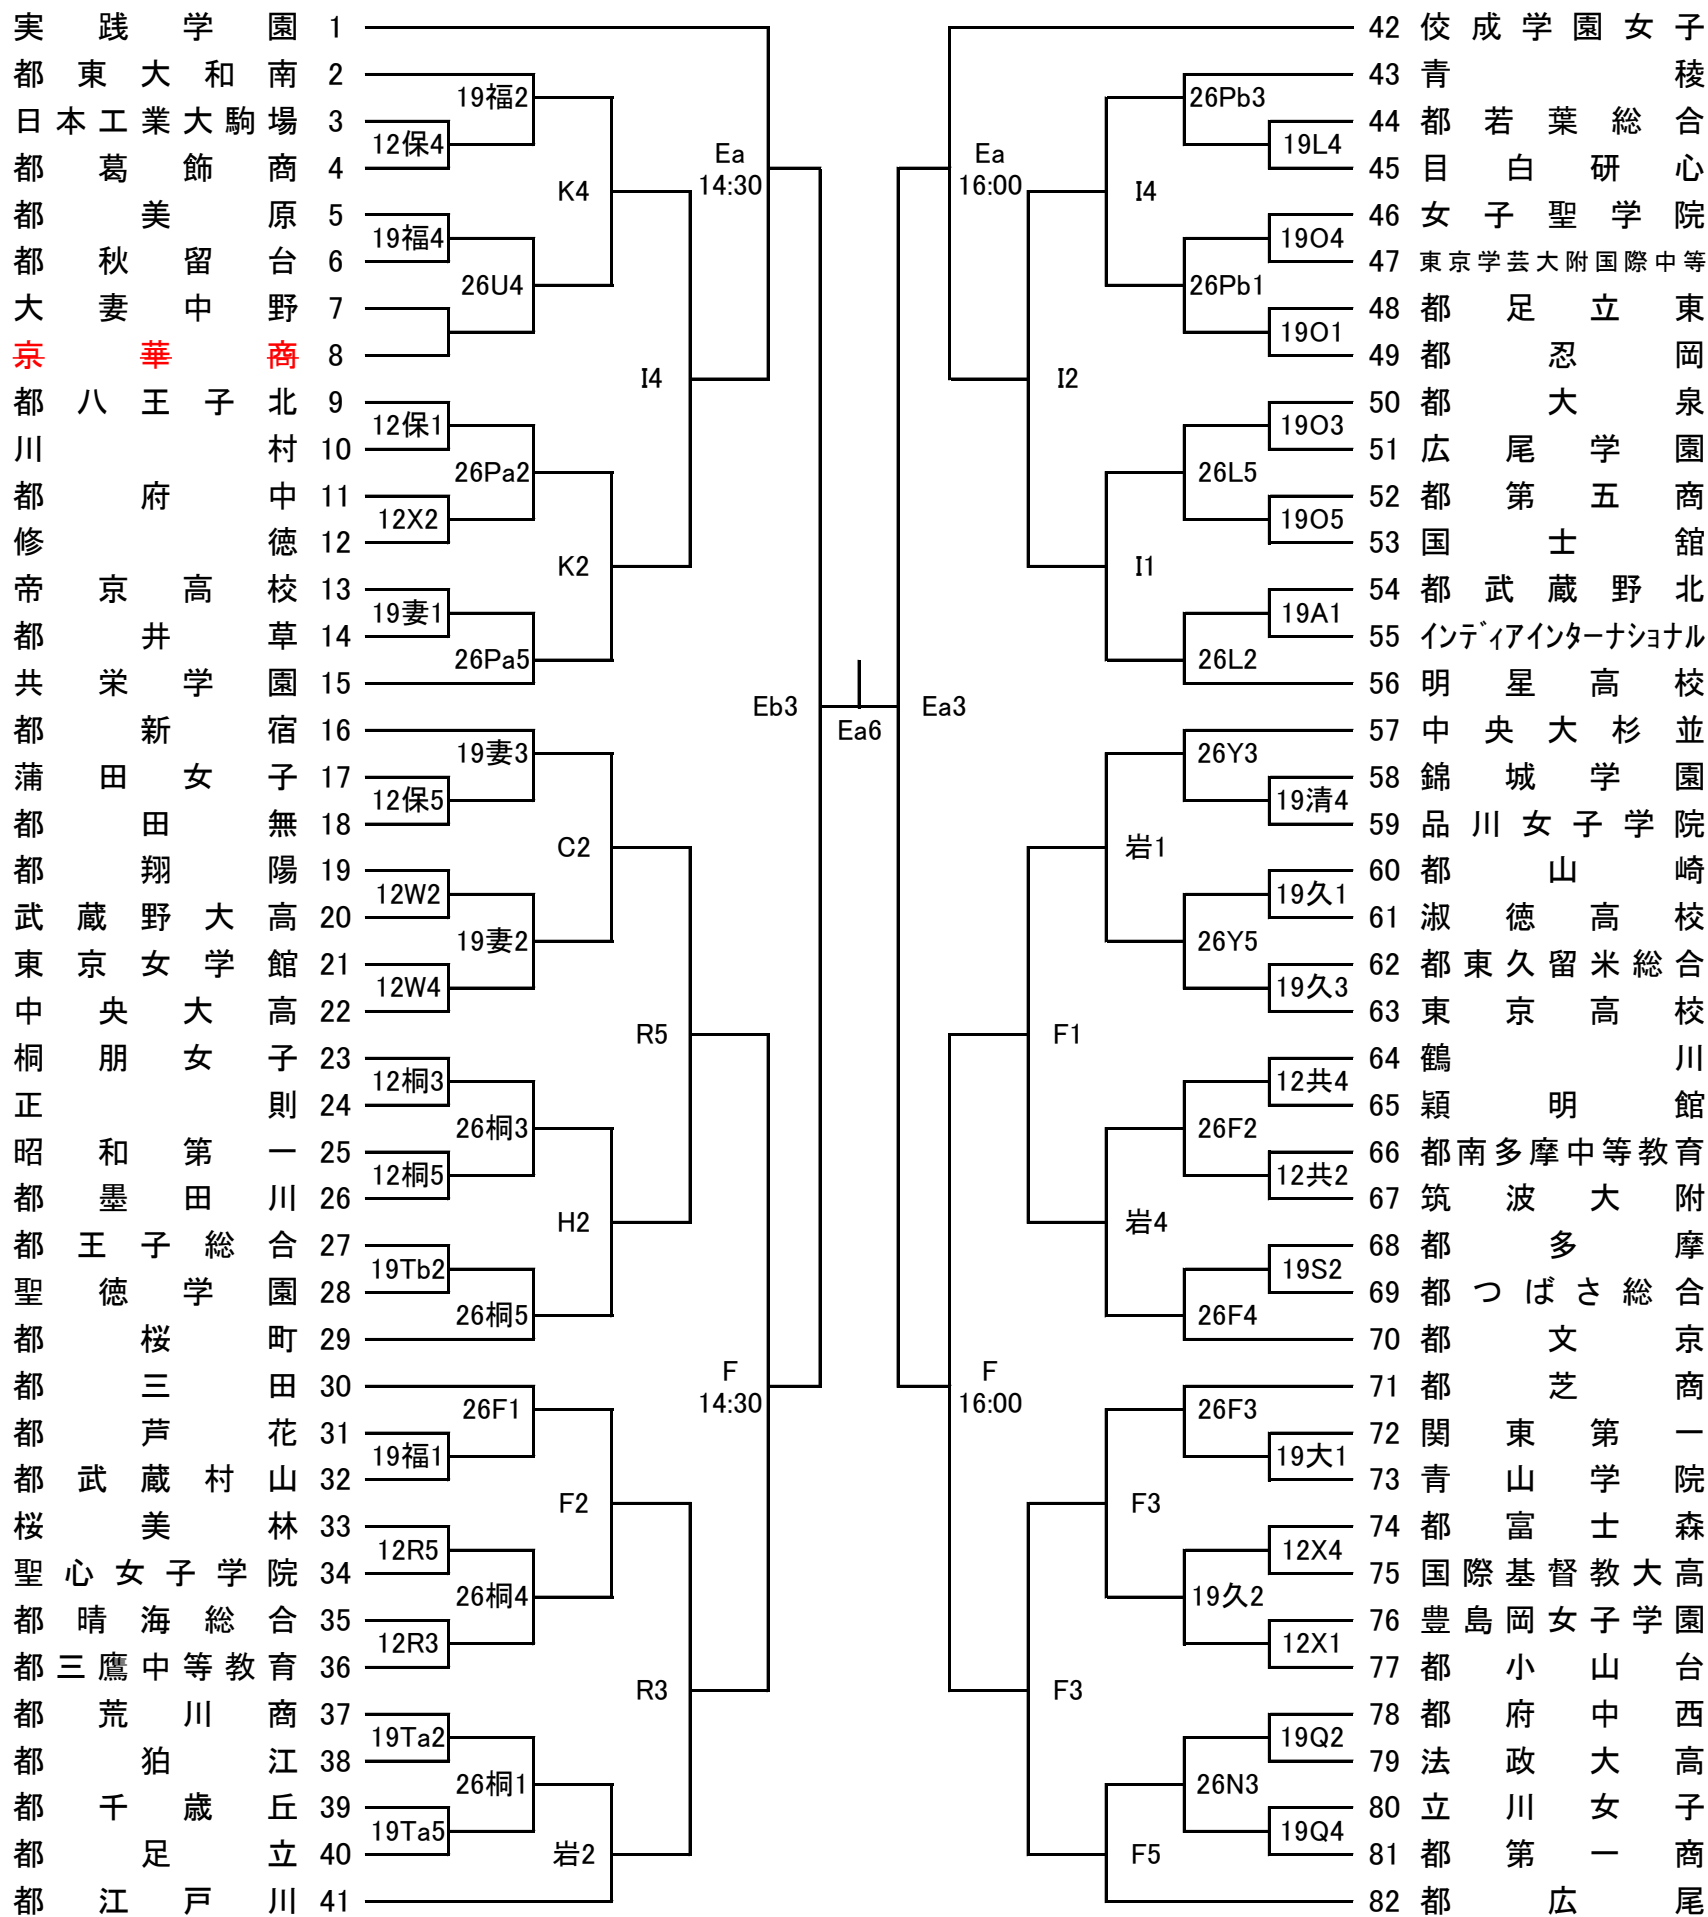 実践学園 1
都東大和南 2
日本工業大駒場 3
都葛飾商 4
都美原 5
都秋留台 6
大妻中野 7
京華商 8
都八王子北 9
川村 10
都府中 11
修徳 12
帝京高校 13
都井草 14
共栄学園 15
都新宿 16
蒲田女子 17
都田無 18
都翔陽 19
武蔵野大高 20
東京女学館 21
中央大高 22
桐朋女子 23
正則 24
昭和第一 25
都墨田川 26
都王子総合 27
聖徳学園 28
都桜町 29
都三田 30
都芦花 31
都武蔵村山 32
桜美林 33
聖心女子学院 34
都晴海総合 35
都三鷹中等教育 36
都荒川商 37
都狛江 38
都千歳丘 39
都足立 40
都江戸川 41
12保4
12保1
12X2
12保5
12W2
12W4
12桐3
12桐5
12R5
12R3
19福4
19妻1
19Tb2
19福1
19Ta2
19Ta5
19福2
26U4
26Pa2
26Pa5
19妻3
19妻2
26桐3
26桐5
26F1
26桐4
26桐1
K4
K2
C2
H2
F2
岩2
I4
R5
R3
Ea
14:30
F
14:30
Eb3
Ea6
Ea3
Ea
16:00
F
16:00
I2
F1
F3
I4
I1
岩1
岩4
F3
F5
26Pb3
26Pb1
26L5
26L2
26Y3
26Y5
26F2
26F4
26F3
19久2
26N3
19L4
19O4
19O1
19O3
19O5
19A1
19清4
19久1
19久3
12共4
12共2
19S2
19大1
12X4
12X1
19Q2
19Q4
42 佼成学園女子
43 青稜
44 都若葉総合
45 目白研心
46 女子聖学院
47 東京学芸大附国際中等
48 都足立東
49 都忍岡
50 都大泉
51 広尾学園
52 都第五商
53 国士舘
54 都武蔵野北
55 インディアインターナショナル
56 明星高校
57 中央大杉並
58 錦城学園
59 品川女子学院
60 都山崎
61 淑徳高校
62 都東久留米総合
63 東京高校
64 鶴川
65 穎明館
66 都南多摩中等教育
67 筑波大附
68 都多摩
69 都つばさ総合
70 都文京
71 都芝商
72 関東第一
73 青山学院
74 都富士森
75 国際基督教大高
76 豊島岡女子学園
77 都小山台
78 都府中西
79 法政大高
80 立川女子
81 都第一商
82 都広尾